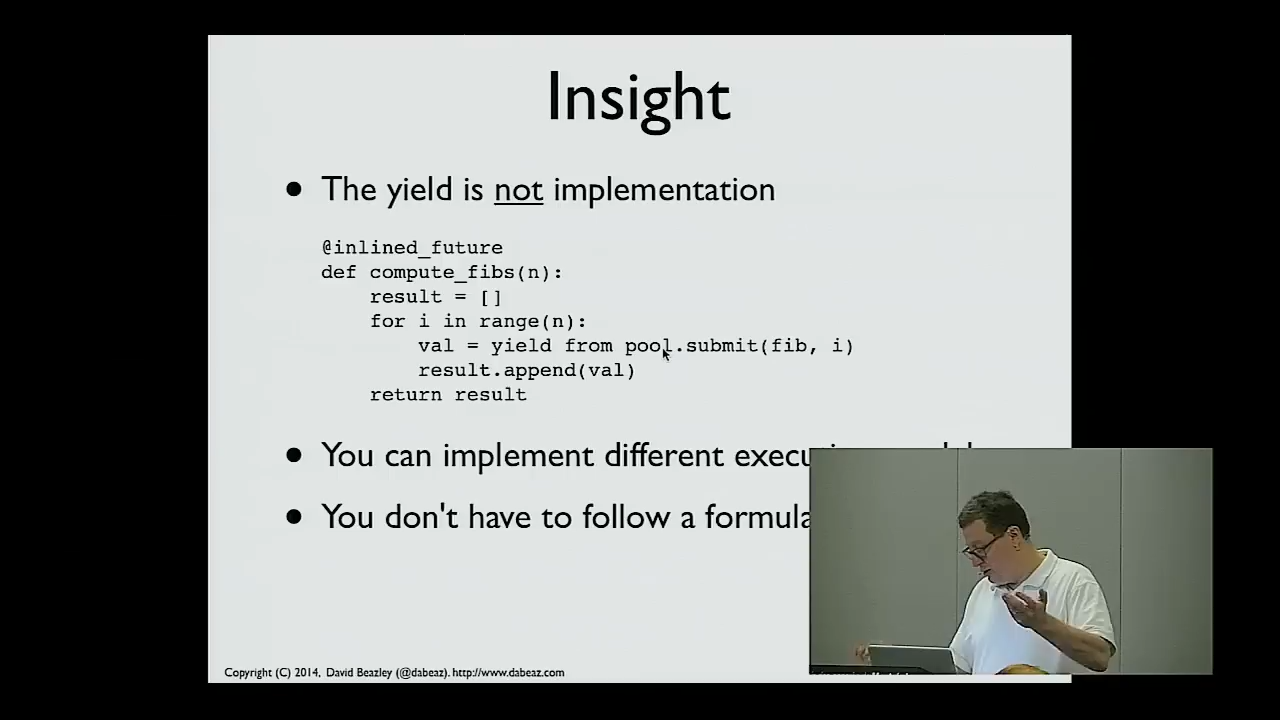 Insight
• The yield is not implementation
@inlined_future
def compute_fibs(n):
    result = []
    for i in range(n):
        val = yield from pool.submit(fib, i)
        result.append(val)
    return result
• You can implement different
• You don't have to follow a formula
Copyright (C) 2014, David Beazley (@dabeaz). http://www.dabeaz.com